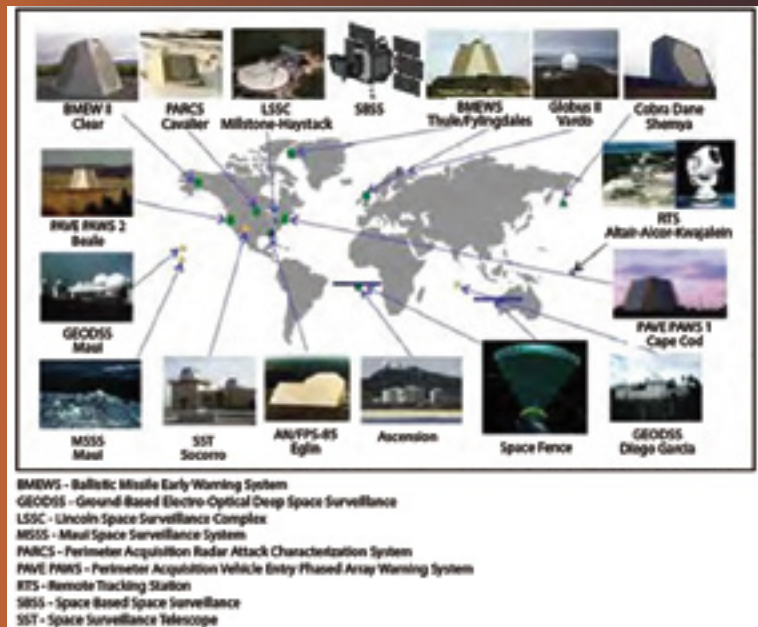 BMEW II
Clear
PARCS
Cavalier
LSSC
Millstone-Haystack
SBSS
BMEWS
Thule/Fylingdales
Globus II
Vardo
Cobra Dane
Shemya
PAVE PAWS 2
Beale
RTS
Altair-Alcor-Kwajalein
GEODSS
Maui
PAVE PAWS 1
Cape Cod
MSSS
Maui
SST
Socorro
AN/FPS-85
Eglin
Ascension
Space Fence
GEODSS
Diego Garcia
BMEWS - Ballistic Missile Early Warning System
GEODSS - Ground-Based Electro-Optical Deep Space Surveillance
LSSC - Lincoln Space Surveillance Complex
MSSS - Maui Space Surveillance System
PARCS - Perimeter Acquisition Radar Attack Characterization System
PAVE PAWS - Perimeter Acquisition Vehicle Entry Phased Array Warning System
RTS - Remote Tracking Station
SBSS - Space Based Space Surveillance
SST - Space Surveillance Telescope